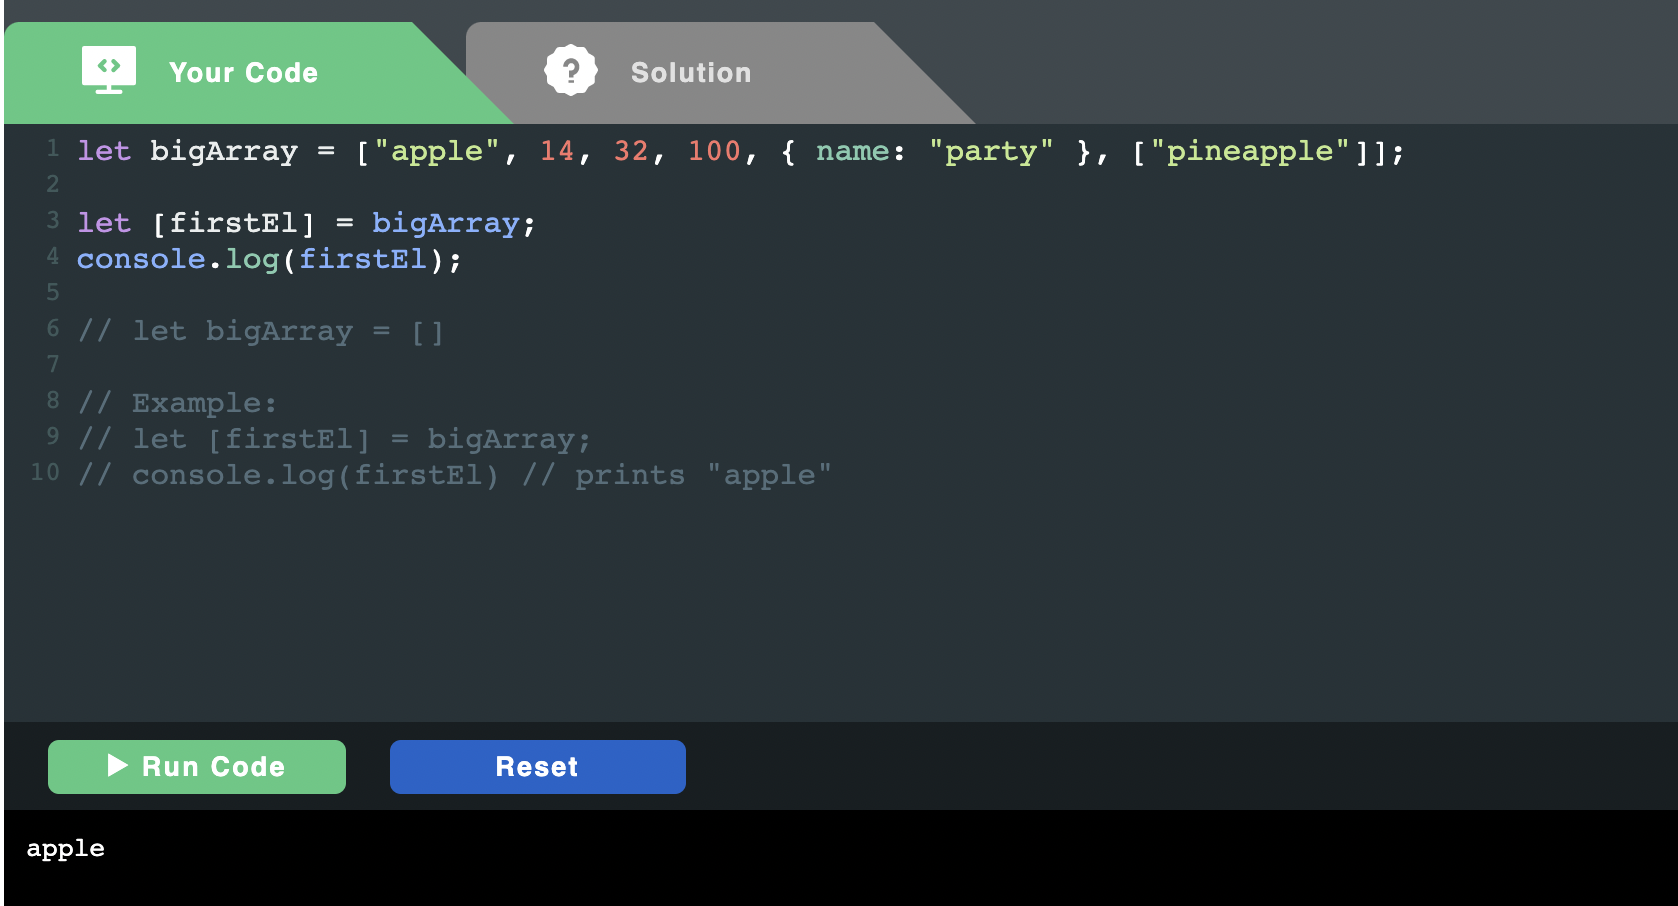 Your Code
? Solution
1 let bigArray = ["apple", 14, 32, 100, { name: "party" }, ["pineapple"]];
2
3 let [firstEl] = bigArray;
4 console.log(firstEl);
5
6 // let bigArray = []
7
8 // Example:
9 // let [firstEl] = bigArray;
10 // console.log(firstEl) // prints "apple"
Run Code
Reset
apple